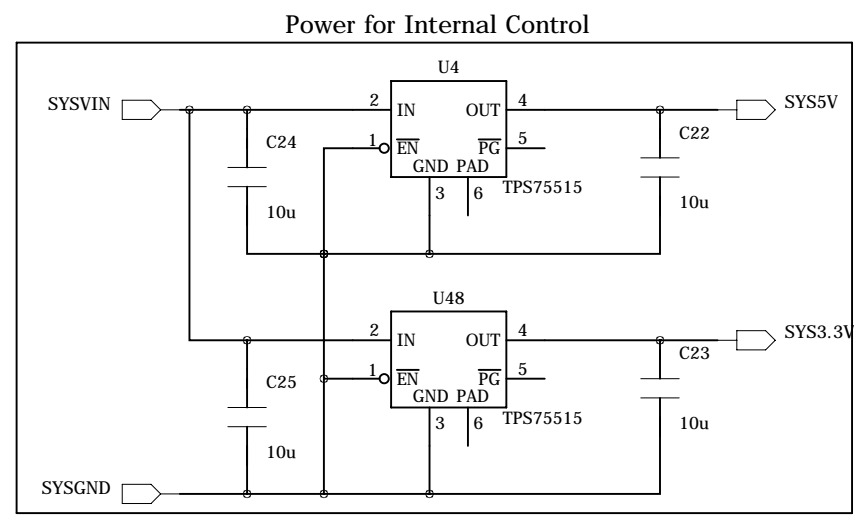 Power for Internal Control
U4
SYSVIN
2
IN
OUT
4
SYS5V
C24
1
EN
PG
5
C22
GND PAD
3
6
TPS75515
10u
10u
U48
2
IN
OUT
4
SYS3.3V
C25
1
EN
PG
5
C23
GND PAD
3
6
TPS75515
10u
10u
SYSGND